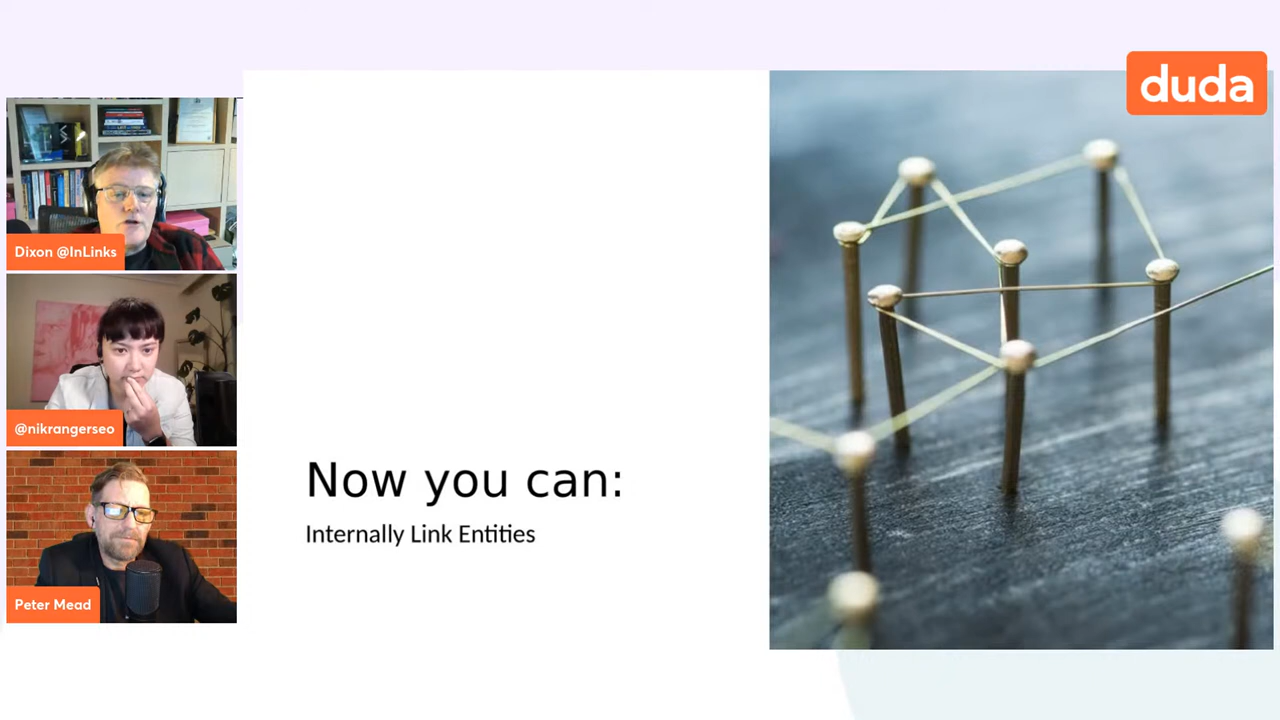 duda
Dixon @InLinks
@nikrangerseo
Peter Mead
Now you can:
Internally Link Entities